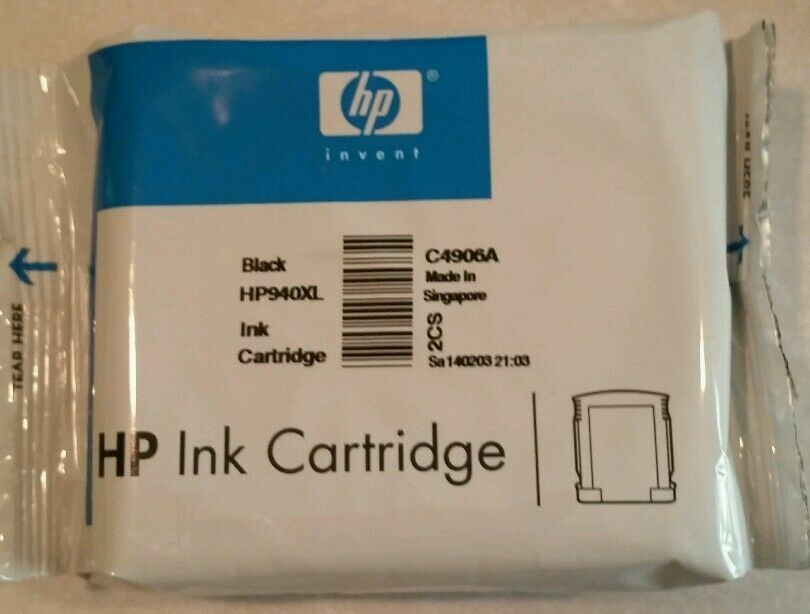 hp®
invent
Black
HP940XL
Ink
Cartridge
C4906A
Made In
Singapore
2CS
Sa 140203 21:03
HP Ink Cartridge
TEAR HERE